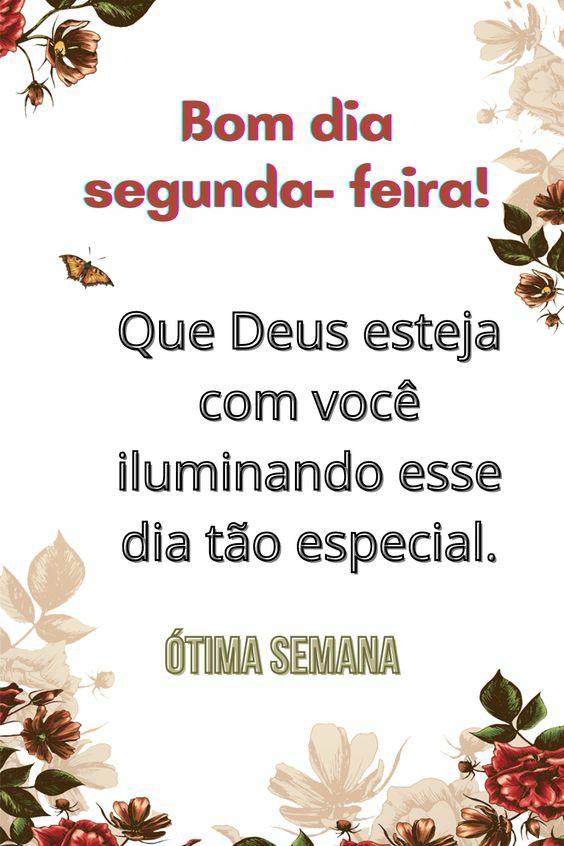 Bom dia
segunda- feira!
Que Deus esteja
com você
iluminando esse
dia tão especial.
ÓTIMA SEMANA